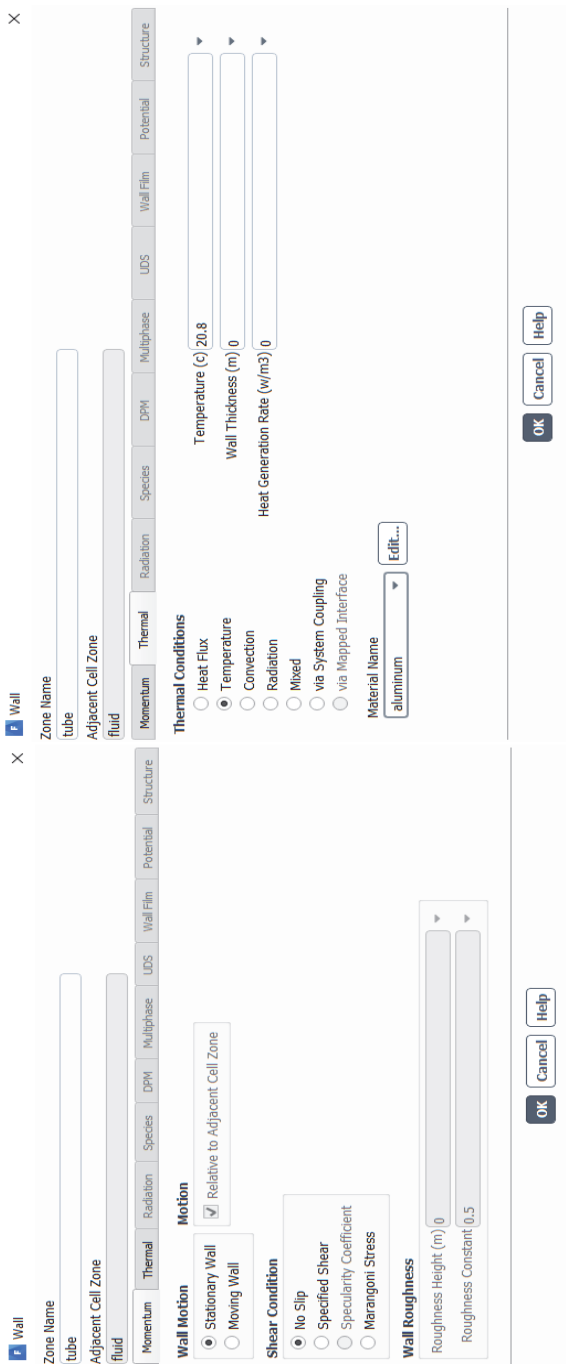 Wall
Zone Name
tube
Adjacent Cell Zone
fluid
Momentum Thermal Radiation Species DPM Multiphase UDS Wall Film Potential Structure
Wall Motion Motion
Stationary Wall Relative to Adjacent Cell Zone
Moving Wall
Shear Condition
No Slip
Specified Shear
Specularity Coefficient
Marangoni Stress
Wall Roughness
Roughness Height (m) 0
Roughness Constant 0.5
OK Cancel Help
Wall
Zone Name
tube
Adjacent Cell Zone
fluid
Momentum Thermal Radiation Species DPM Multiphase UDS Wall Film Potential Structure
Thermal Conditions
Heat Flux Temperature (c) 20.8
Temperature Wall Thickness (m) 0
Convection Heat Generation Rate (w/m3) 0
Radiation
Mixed
via System Coupling
via Mapped Interface
Material Name
aluminum Edit...
OK Cancel Help